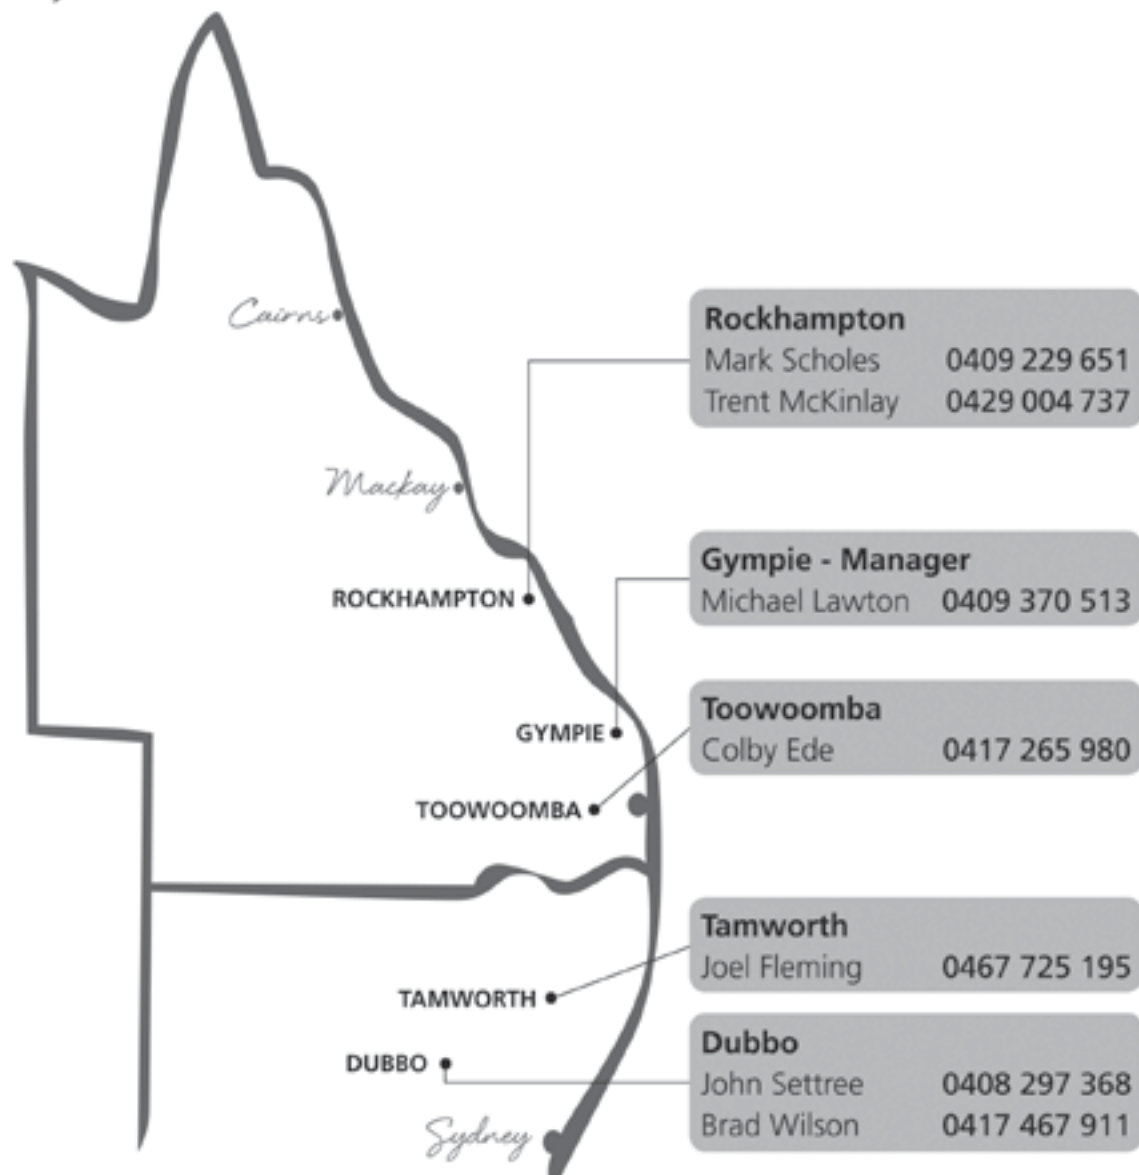 Cairns
Rockhampton
Mark Scholes 0409 229 651
Trent McKinlay 0429 004 737
Mackay
ROCKHAMPTON
Gympie - Manager
Michael Lawton 0409 370 513
GYMPIE
Toowoomba
Colby Ede 0417 265 980
TOOWOOMBA
Tamworth
Joel Fleming 0467 725 195
TAMWORTH
Dubbo
John Settree 0408 297 368
Brad Wilson 0417 467 911
DUBBO
Sydney